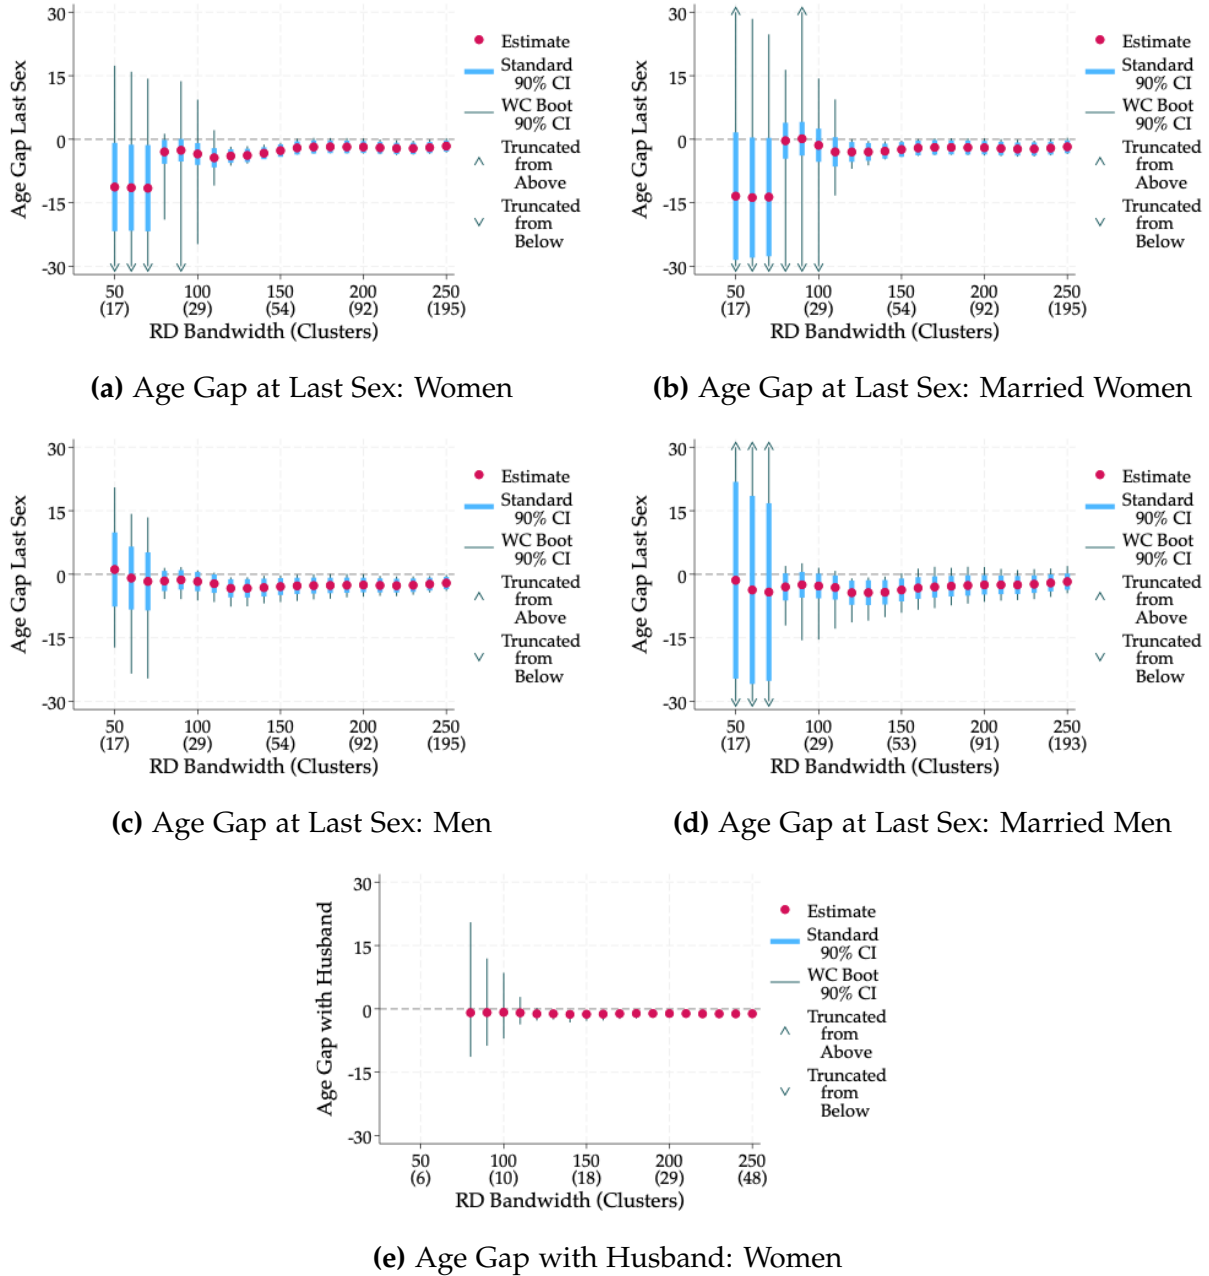 Age Gap Last Sex
30
15
0
-15
-30
50
(17)
100
(29)
150
(54)
200
(92)
250
(195)
RD Bandwidth (Clusters)
Estimate
Standard
90% CI
WC Boot
90% CI
Truncated
from
Above
Truncated
from
Below
(a) Age Gap at Last Sex: Women
Age Gap Last Sex
30
15
0
-15
-30
50
(17)
100
(29)
150
(54)
200
(92)
250
(195)
RD Bandwidth (Clusters)
Estimate
Standard
90% CI
WC Boot
90% CI
Truncated
from
Above
Truncated
from
Below
(b) Age Gap at Last Sex: Married Women
Age Gap Last Sex
30
15
0
-15
-30
50
(17)
100
(29)
150
(54)
200
(92)
250
(195)
RD Bandwidth (Clusters)
Estimate
Standard
90% CI
WC Boot
90% CI
Truncated
from
Above
Truncated
from
Below
(c) Age Gap at Last Sex: Men
Age Gap Last Sex
30
15
0
-15
-30
50
(17)
100
(29)
150
(53)
200
(91)
250
(193)
RD Bandwidth (Clusters)
Estimate
Standard
90% CI
WC Boot
90% CI
Truncated
from
Above
Truncated
from
Below
(d) Age Gap at Last Sex: Married Men
Age Gap with Husband
30
15
0
-15
-30
50
(6)
100
(10)
150
(18)
200
(29)
250
(48)
RD Bandwidth (Clusters)
Estimate
Standard
90% CI
WC Boot
90% CI
Truncated
from
Above
Truncated
from
Below
(e) Age Gap with Husband: Women